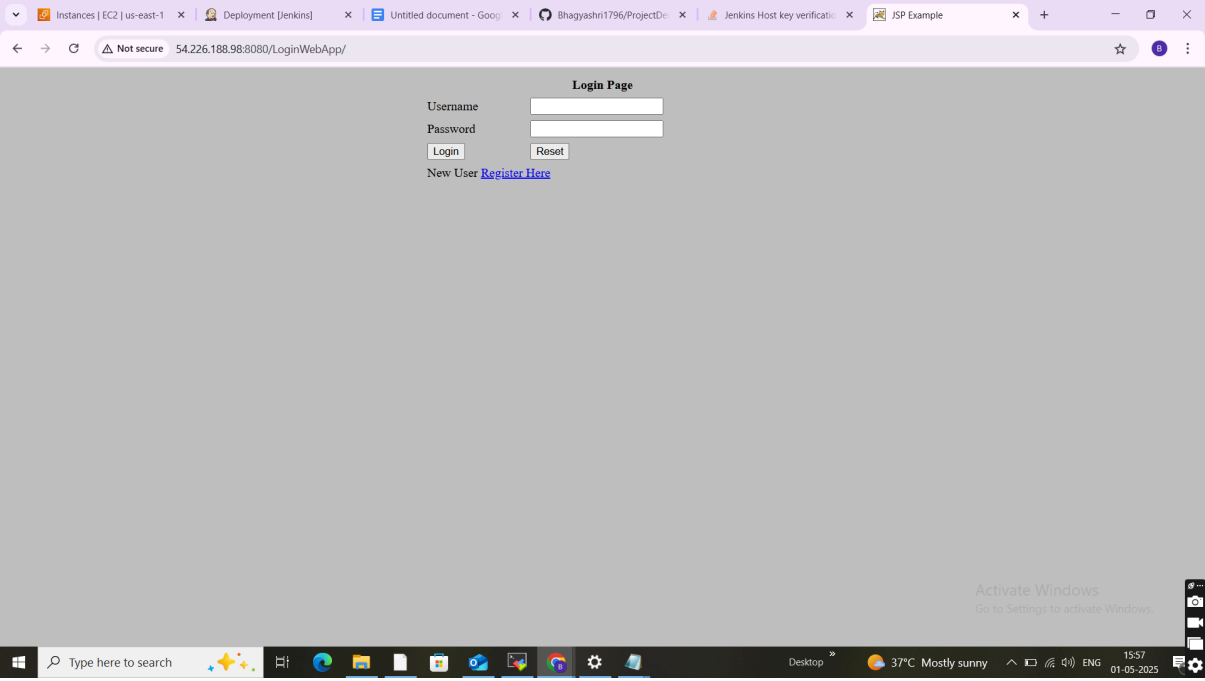 Instances | EC2 | us-east-1
Deployment [Jenkins]
Untitled document - Goog
Bhagyashri1796/ProjectDe
Jenkins Host key verificatio
JSP Example
Not secure
54.226.188.98:8080/LoginWebApp/
B
Login Page
Username
Password
Login
Reset
New User Register Here
Activate Windows
Go to Settings to activate Windows.
Type here to search
B
Desktop
37°C Mostly sunny
ENG
15:57
01-05-2025